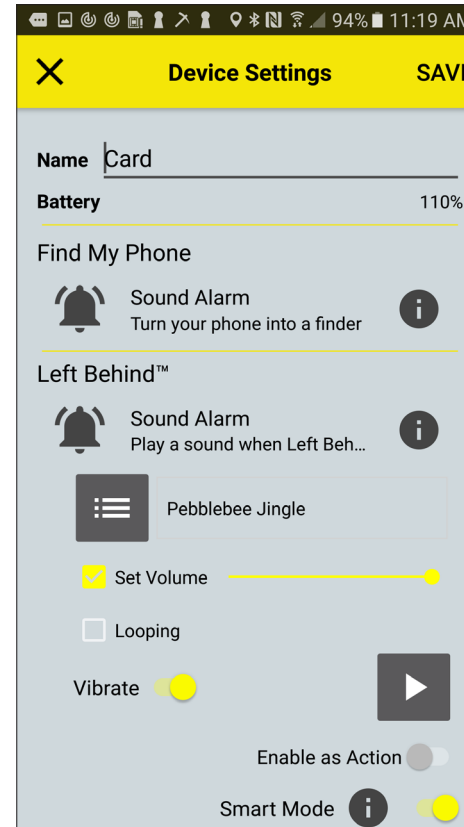 94% 11:19 AM
Device Settings SAVE
Name Card
Battery 110%
Find My Phone
Sound Alarm
Turn your phone into a finder
Left Behind™
Sound Alarm
Play a sound when Left Beh...
Pebblebee Jingle
Set Volume
Looping
Vibrate
Enable as Action
Smart Mode